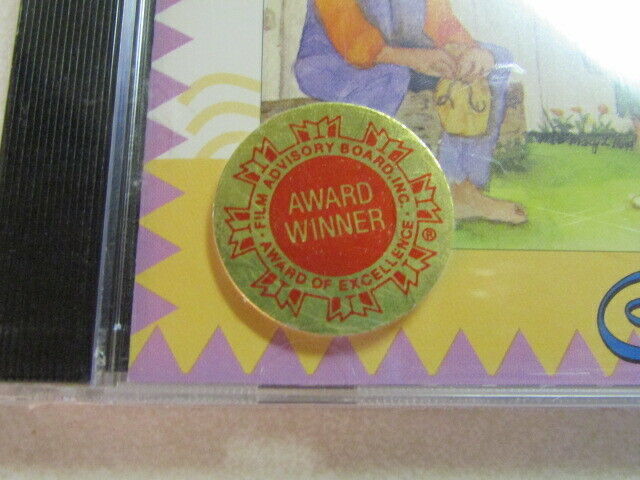 FILM ADVISORY BOARD, INC.
AWARD
WINNER
AWARD OF EXCELLENCE
®